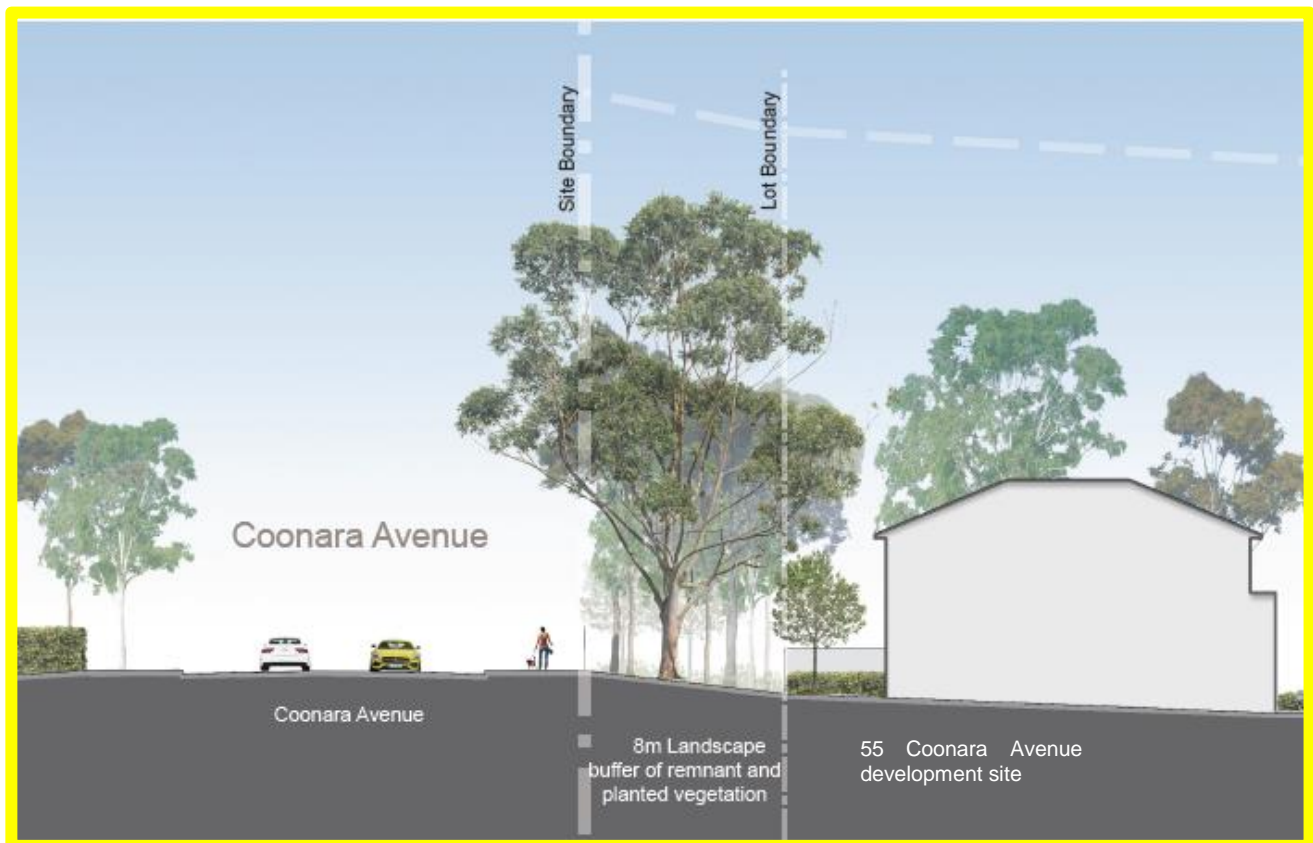 Site Boundary
Lot Boundary
Coonara Avenue
Coonara Avenue
8m Landscape
buffer of remnant and
planted vegetation
55 Coonara Avenue
development site